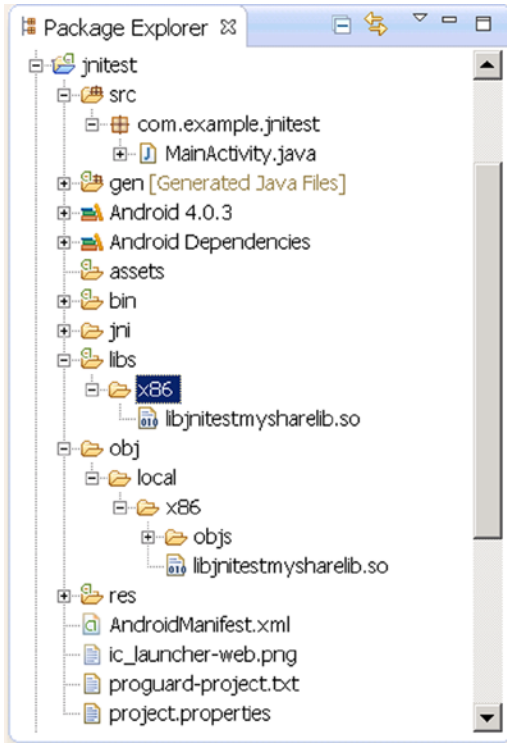 Package Explorer
jnitest
src
com.example.jnitest
MainActivity.java
gen [Generated Java Files]
Android 4.0.3
Android Dependencies
assets
bin
jni
libs
x86
libjnitestmysharelib.so
obj
local
x86
objs
libjnitestmysharelib.so
res
AndroidManifest.xml
ic_launcher-web.png
proguard-project.txt
project.properties